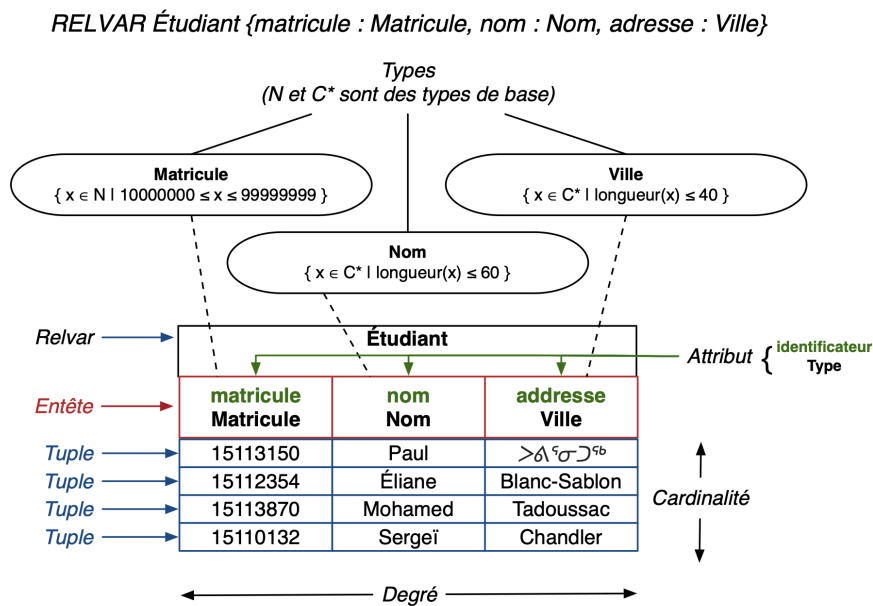 RELVAR Étudiant {matricule : Matricule, nom : Nom, adresse : Ville}
Types
(N et C* sont des types de base)
Matricule
{ x ∈ N | 10000000 ≤ x ≤ 99999999 }
Ville
{ x ∈ C* | longueur(x) ≤ 40 }
Nom
{ x ∈ C* | longueur(x) ≤ 60 }
Relvar
Étudiant
Attribut { identificateur
Type
Entête
matricule nom addresse
Matricule Nom Ville
Tuple 15113150 Paul ᐳᕕᕐᓂᑐᖅ
Tuple 15112354 Éliane Blanc-Sablon
Tuple 15113870 Mohamed Tadoussac
Tuple 15110132 Sergeï Chandler
Cardinalité
Degré